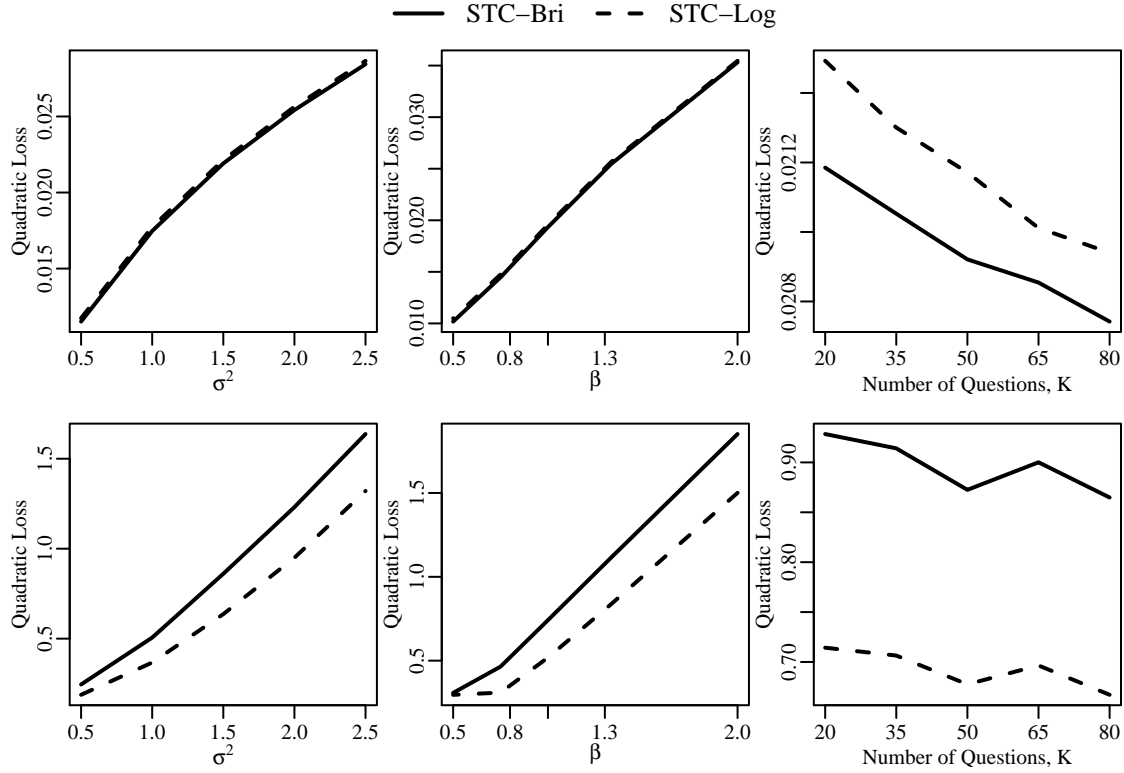 STC−Bri STC−Log
Quadratic Loss
0.015 0.020 0.025
0.5 1.0 1.5 2.0 2.5
σ²
Quadratic Loss
0.010 0.020 0.030
0.5 0.8 1.3 2.0
β
Quadratic Loss
0.0208 0.0212
20 35 50 65 80
Number of Questions, K
Quadratic Loss
0.5 1.0 1.5
0.5 1.0 1.5 2.0 2.5
σ²
Quadratic Loss
0.5 1.0 1.5
0.5 0.8 1.3 2.0
β
Quadratic Loss
0.70 0.80 0.90
20 35 50 65 80
Number of Questions, K